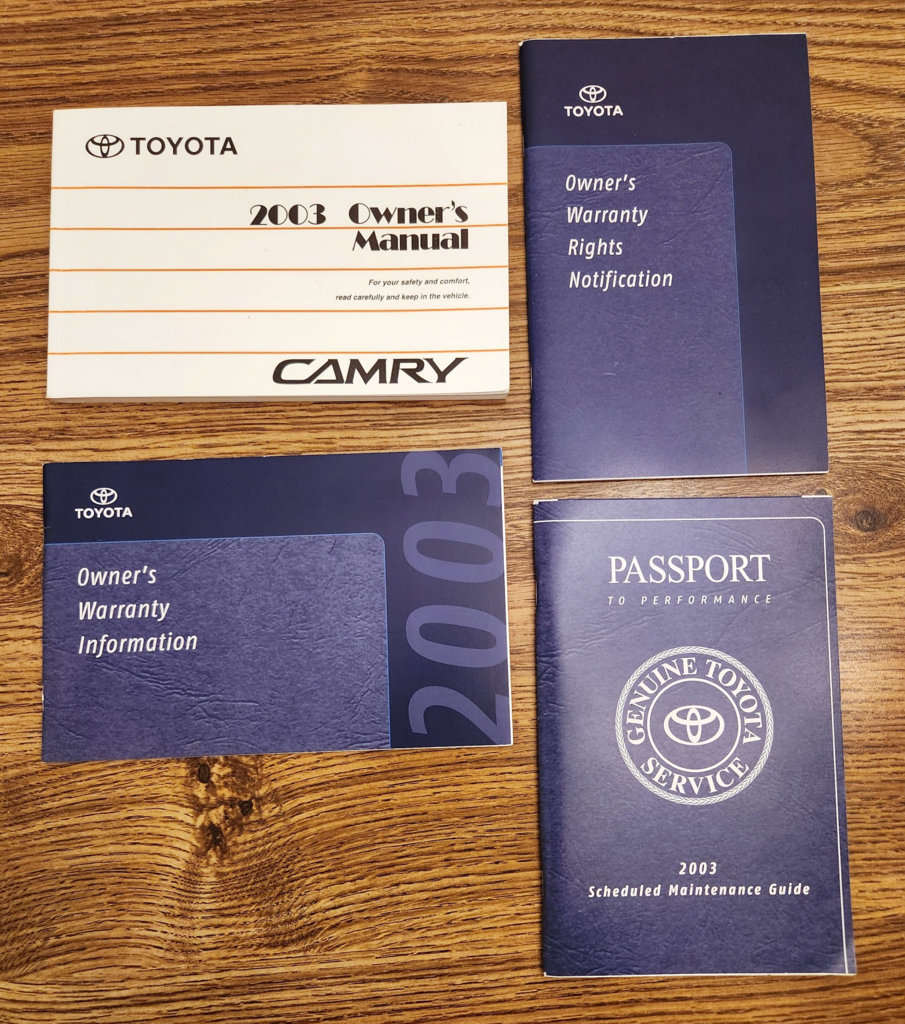 TOYOTA
2003 Owner's
Manual
For your safety and comfort,
read carefully and keep in the vehicle.
CAMRY
TOYOTA
Owner's
Warranty
Rights
Notification
TOYOTA
Owner's
Warranty
Information
2003
PASSPORT
TO PERFORMANCE
GENUINE TOYOTA
SERVICE
2003
Scheduled Maintenance Guide